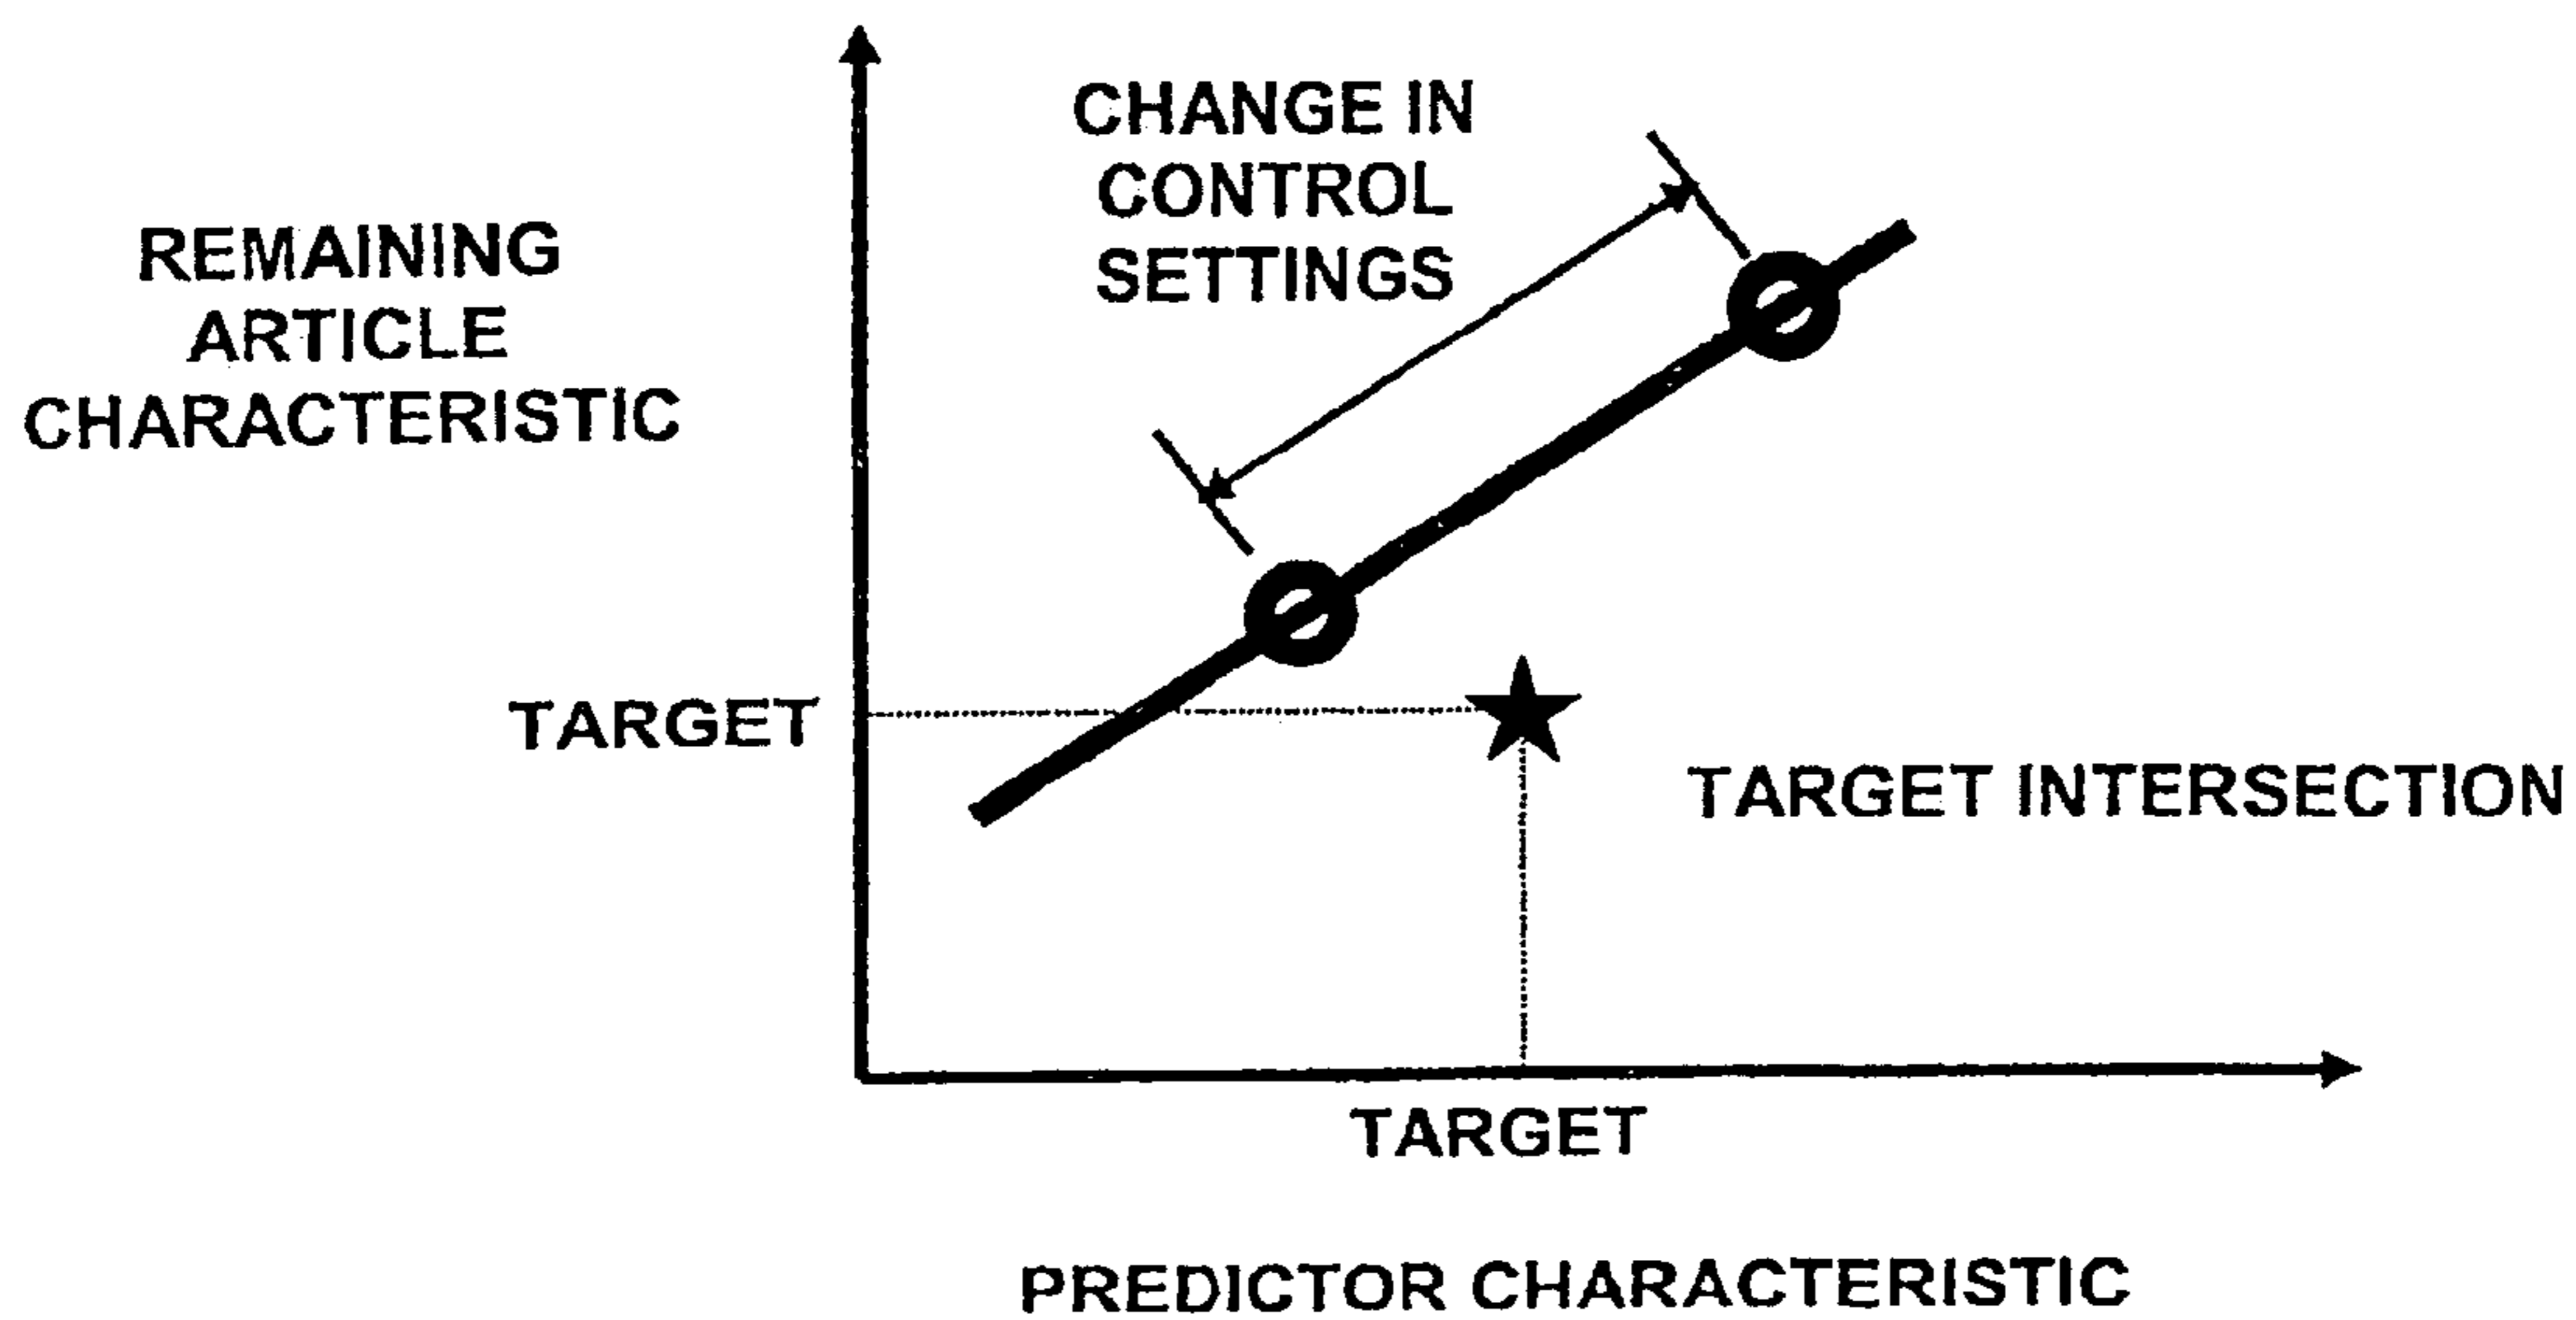 CHANGE IN
CONTROL
SETTINGS
REMAINING
ARTICLE
CHARACTERISTIC
TARGET
TARGET INTERSECTION
TARGET
PREDICTOR CHARACTERISTIC